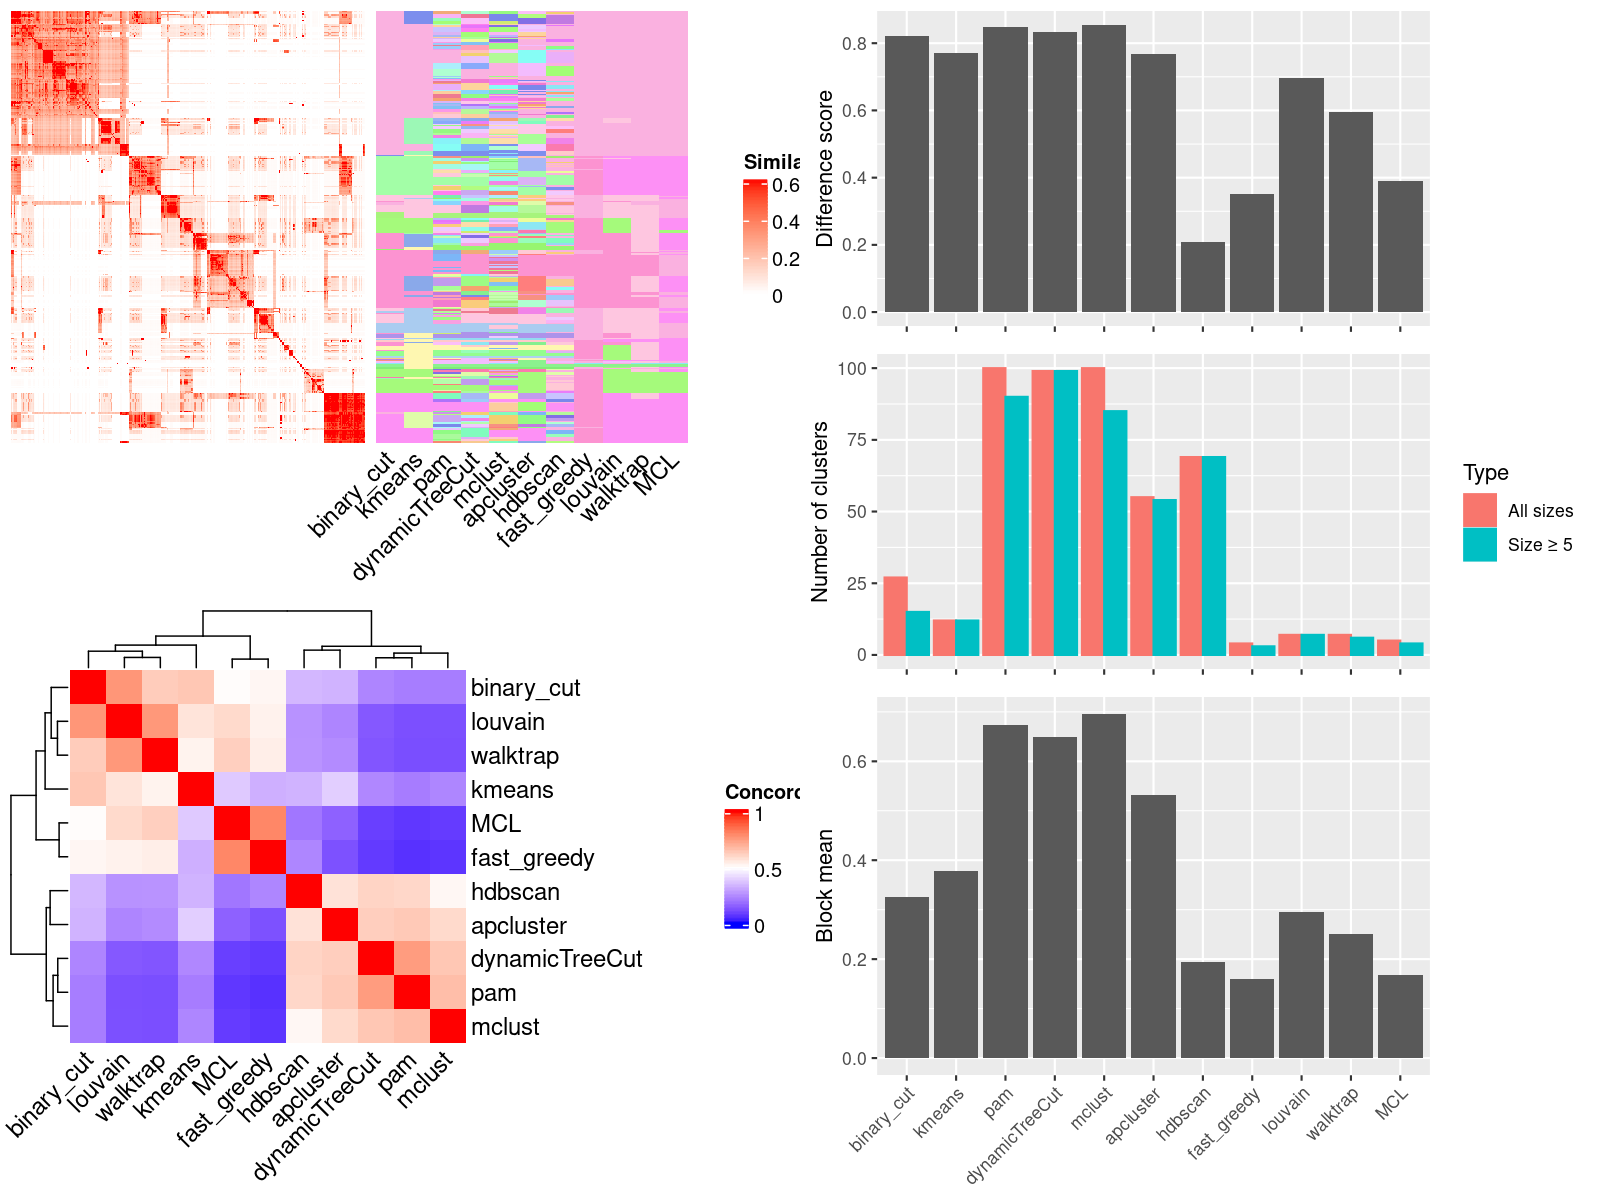 Simila
0.6
0.4
0.2
0
binary_cut
kmeans
pam
dynamicTreeCut
mclust
apcluster
hdbscan
fast_greedy
louvain
walktrap
MCL
Difference score
0.8
0.6
0.4
0.2
0.0
Number of clusters
100
75
50
25
0
Type
All sizes
Size ≥ 5
binary_cut
louvain
walktrap
kmeans
MCL
fast_greedy
hdbscan
apcluster
dynamicTreeCut
pam
mclust
binary_cut
louvain
walktrap
kmeans
MCL
fast_greedy
hdbscan
apcluster
dynamicTreeCut
pam
mclust
Concord
1
0.5
0
Block mean
0.6
0.4
0.2
0.0
binary_cut
kmeans
pam
dynamicTreeCut
mclust
apcluster
hdbscan
fast_greedy
louvain
walktrap
MCL